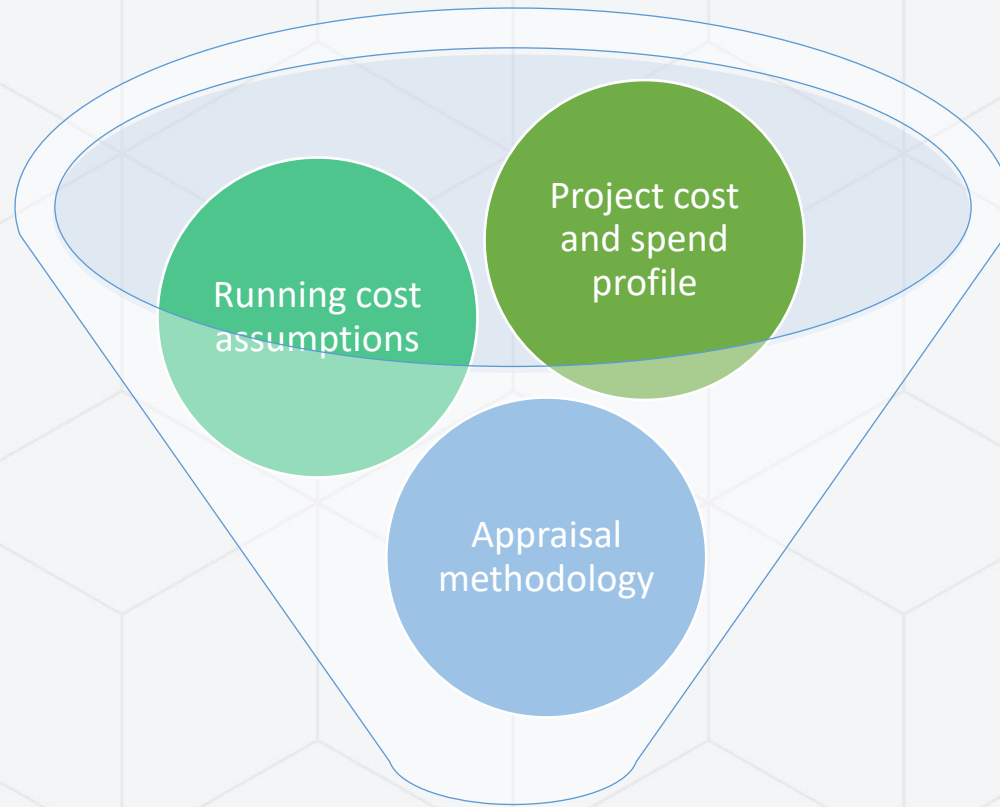 Project cost
and spend
profile
Running cost
assumptions
Appraisal
methodology